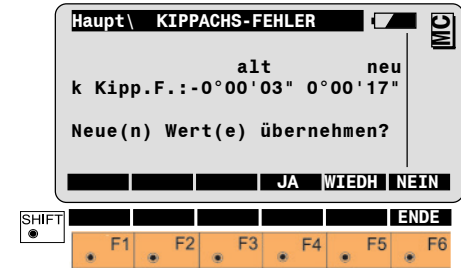 Haupt\ KIPPACHS-FEHLER
MC
alt neu
k Kipp.F.:-0°00'03" 0°00'17"
Neue(n) Wert(e) übernehmen?
JA WIEDH NEIN
SHIFT ENDE
F1 F2 F3 F4 F5 F6